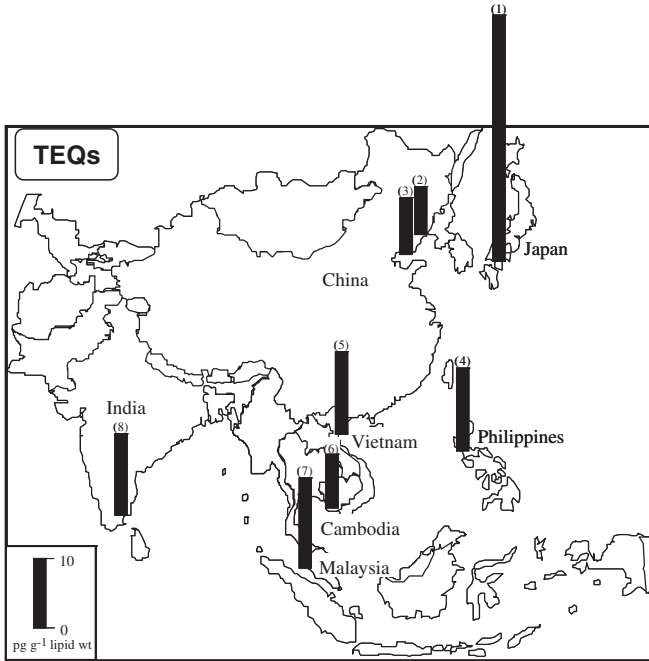 (1)
TEQs
(2)
(3)
Japan
China
(5)
(4)
India
(8)
Vietnam
Philippines
(6)
(7)
Cambodia
Malaysia
10
0
pg g-1 lipid wt